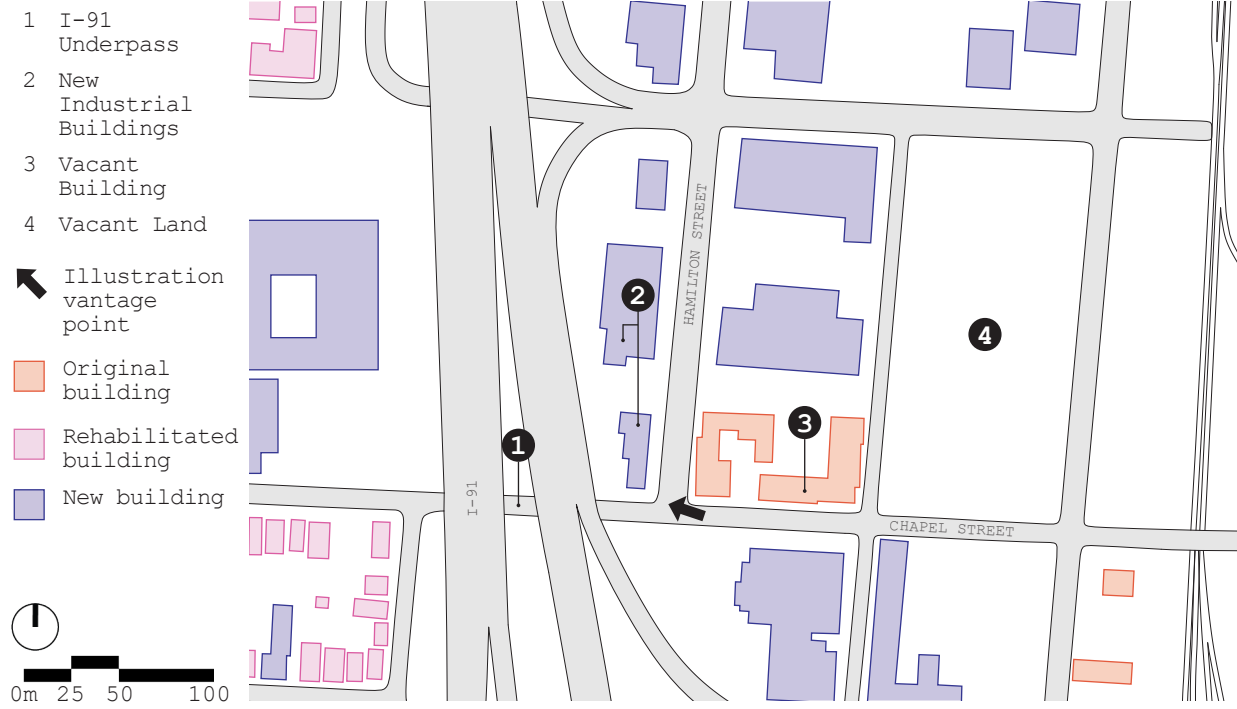 1 I-91
Underpass
2 New
Industrial
Buildings
3 Vacant
Building
4 Vacant Land
Illustration
vantage
point
Original
building
Rehabilitated
building
New building
0m 25 50 100
HAMILTON STREET
2
4
3
1
I-91
CHAPEL STREET